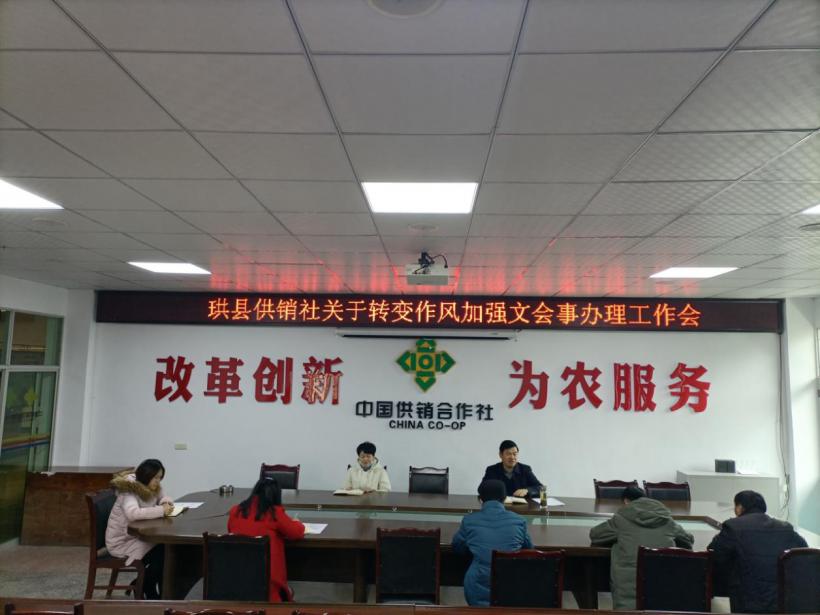 珙县供销社关于转变作风加强文会事办理工作会
改革创新
为农服务
中国供销合作社
CHINA CO-OP